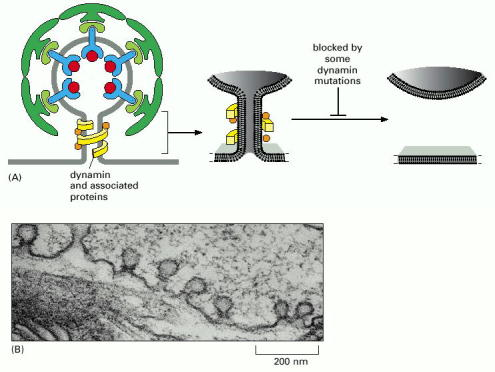 blocked by
some
dynamin
mutations
(A)
dynamin
and associated
proteins
(B)
200 nm